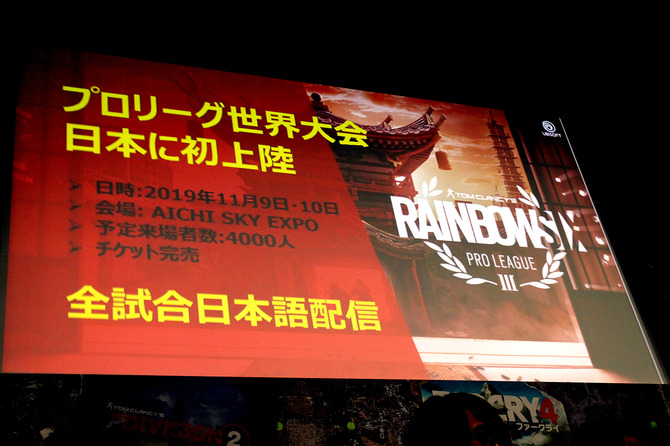 プロリーグ世界大会
日本に初上陸
➤ 日時:2019年11月9日・10日
➤ 会場: AICHI SKY EXPO
➤ 予定来場者数:4000人
➤ チケット完売
全試合日本語配信
UBISOFT
TOM CLANCY'S
RAINBOW SIX
PRO LEAGUE
III
TOM CLANCY'S
DIVISION 2
CRY 4
ファークライ